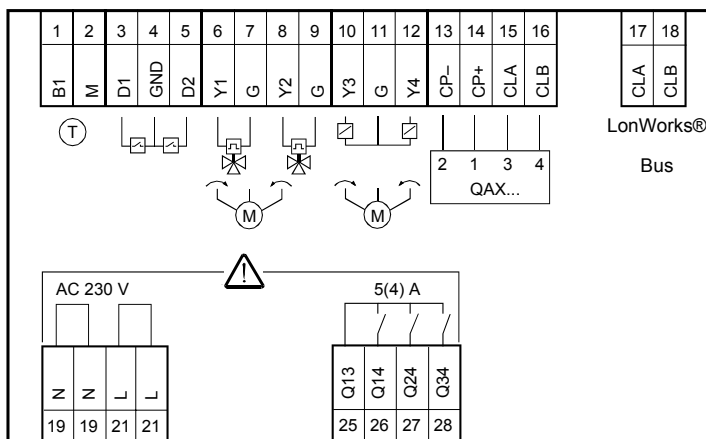 1 2 3 4 5 6 7 8 9 10 11 12 13 14 15 16 17 18
B1 M D1 GND D2 Y1 G Y2 G Y3 G Y4 CP– CP+ CLA CLB CLA CLB
T
LonWorks®
Bus
2 1 3 4
QAX...
M M
AC 230 V 5(4) A
N N L L Q13 Q14 Q24 Q34
19 19 21 21 25 26 27 28